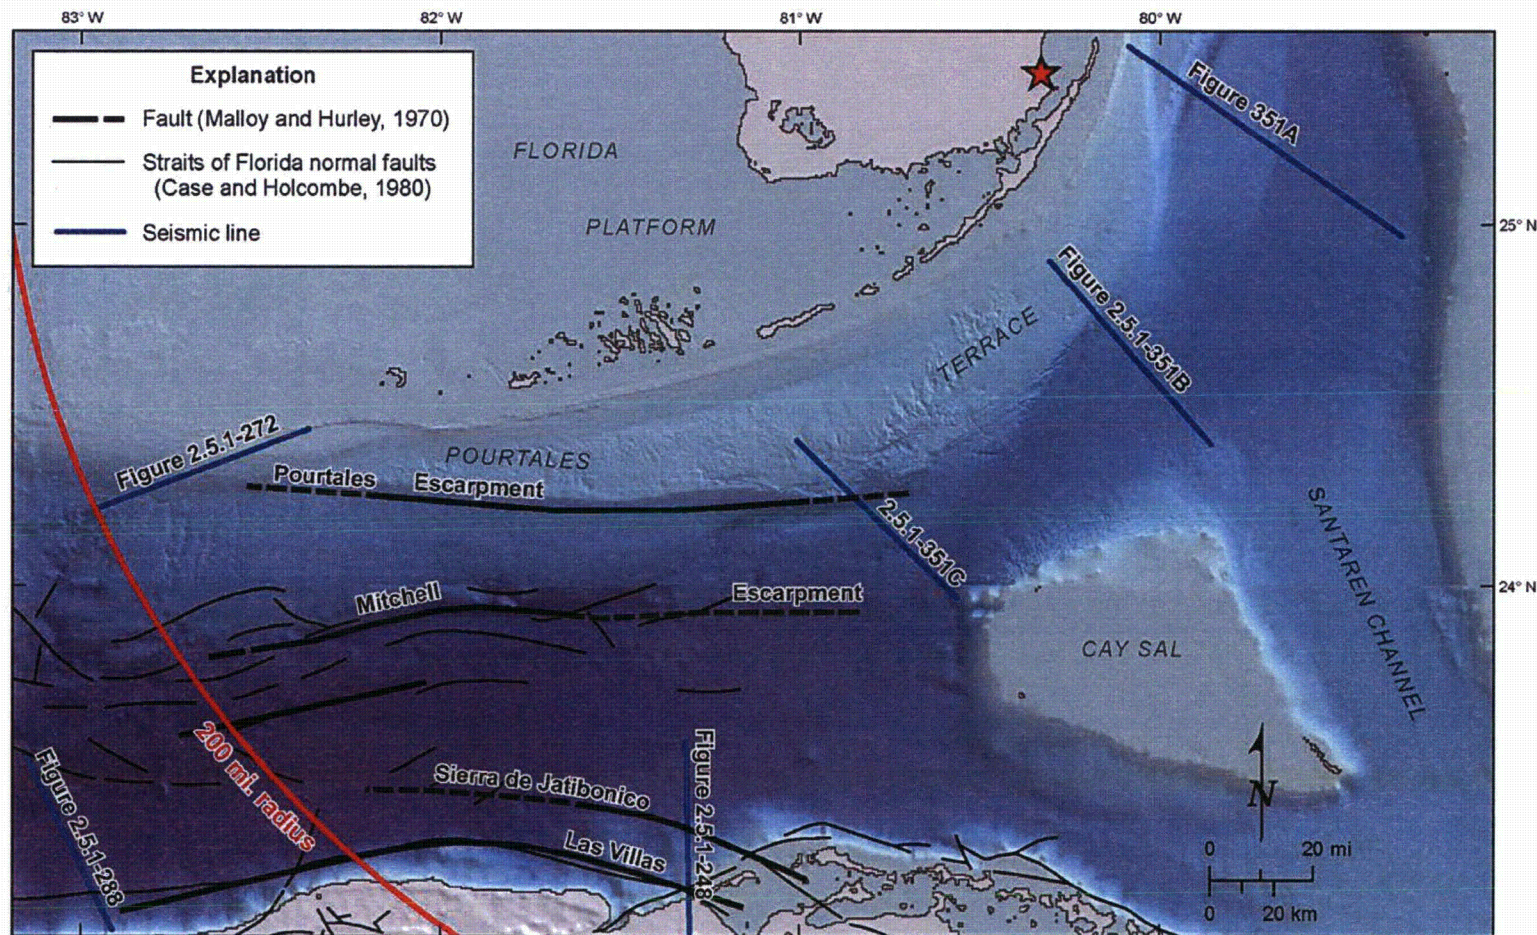 83° W
82° W
81° W
80° W
Explanation
Fault (Malloy and Hurley, 1970)
Straits of Florida normal faults
(Case and Holcombe, 1980)
Seismic line
FLORIDA
PLATFORM
Figure 351A
25° N
Figure 2.5.1-351B
TERRACE
Figure 2.5.1-272
POURTALES
Pourtales Escarpment
2.5.1-351C
SANTAREN CHANNEL
24° N
Mitchell Escarpment
CAY SAL
200 mi. radius
Figure 2.5.1-288
Sierra de Jatibonico
Las Villas
Figure 2.5.1-248
N
0 20 mi
0 20 km